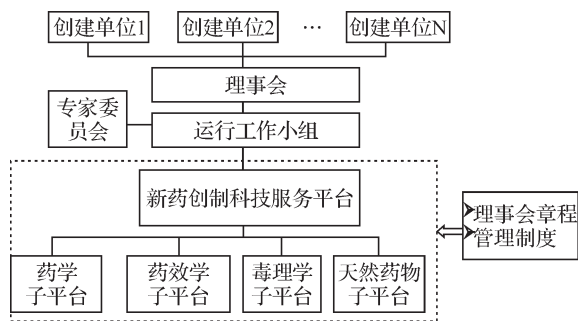 创建单位1
创建单位2
…
创建单位N
理事会
专家委
员会
运行工作小组
新药创制科技服务平台
理事会章程
管理制度
药学
子平台
药效学
子平台
毒理学
子平台
天然药物
子平台